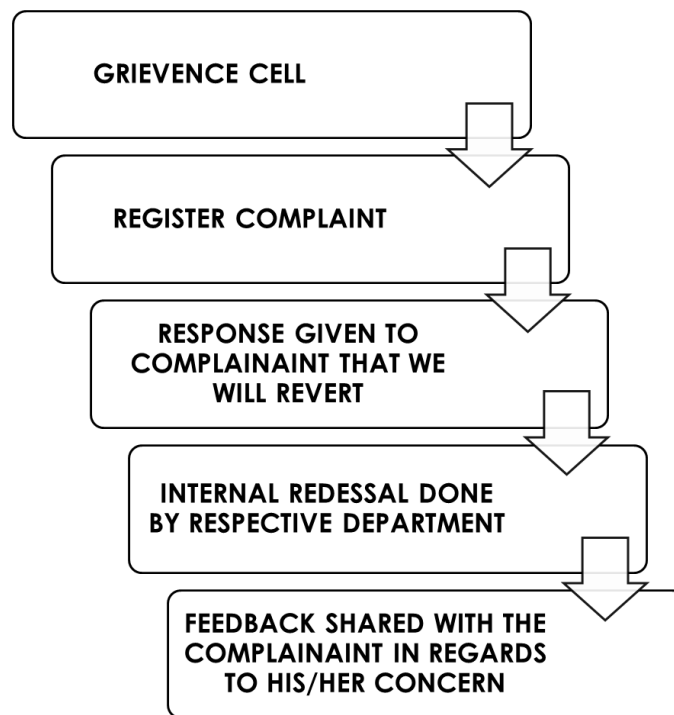 GRIEVENCE CELL
REGISTER COMPLAINT
RESPONSE GIVEN TO
COMPLAINAINT THAT WE
WILL REVERT
INTERNAL REDESSAL DONE
BY RESPECTIVE DEPARTMENT
FEEDBACK SHARED WITH THE
COMPLAINAINT IN REGARDS
TO HIS/HER CONCERN